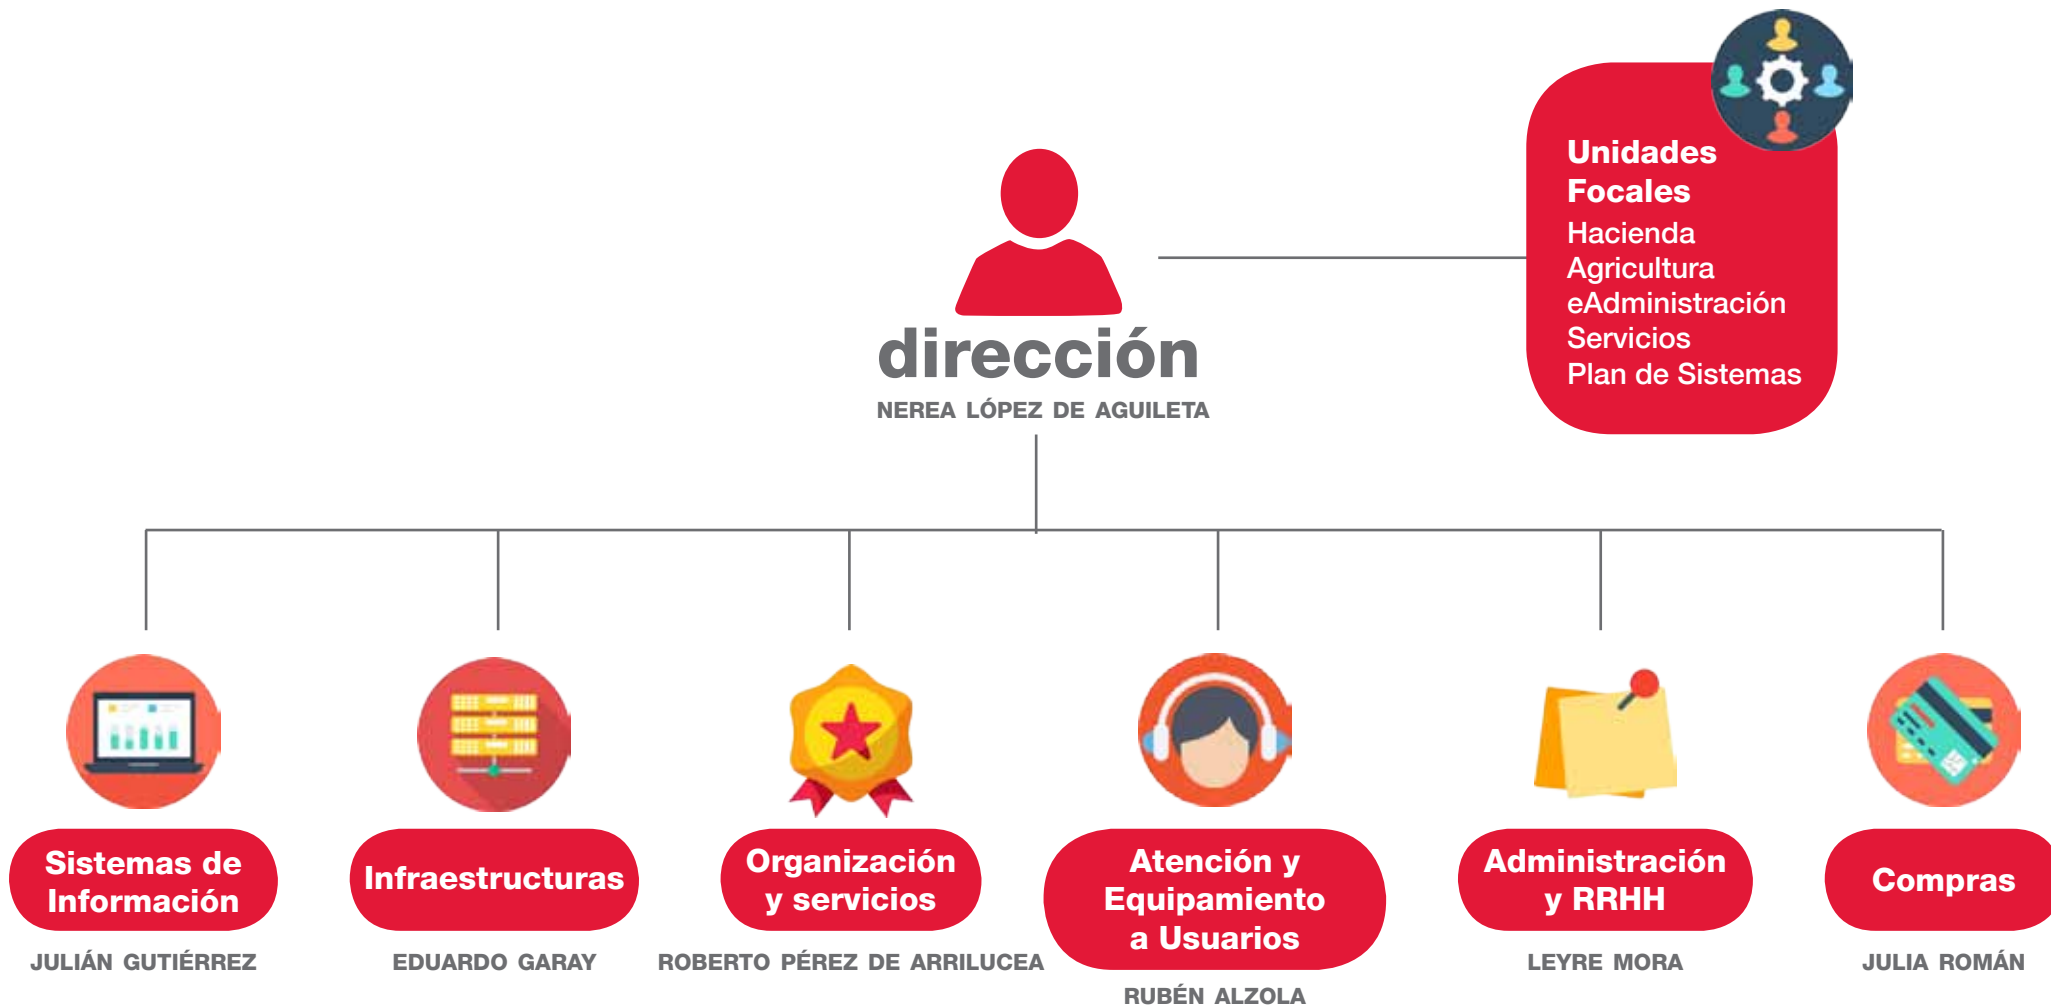 Unidades
Focales
Hacienda
Agricultura
eAdministración
Servicios
Plan de Sistemas
dirección
NEREA LÓPEZ DE AGUILETA
Sistemas de
Información
JULIÁN GUTIÉRREZ
Infraestructuras
EDUARDO GARAY
Organización
y servicios
ROBERTO PÉREZ DE ARRILUCEA
Atención y
Equipamiento
a Usuarios
RUBÉN ALZOLA
Administración
y RRHH
LEYRE MORA
Compras
JULIA ROMÁN